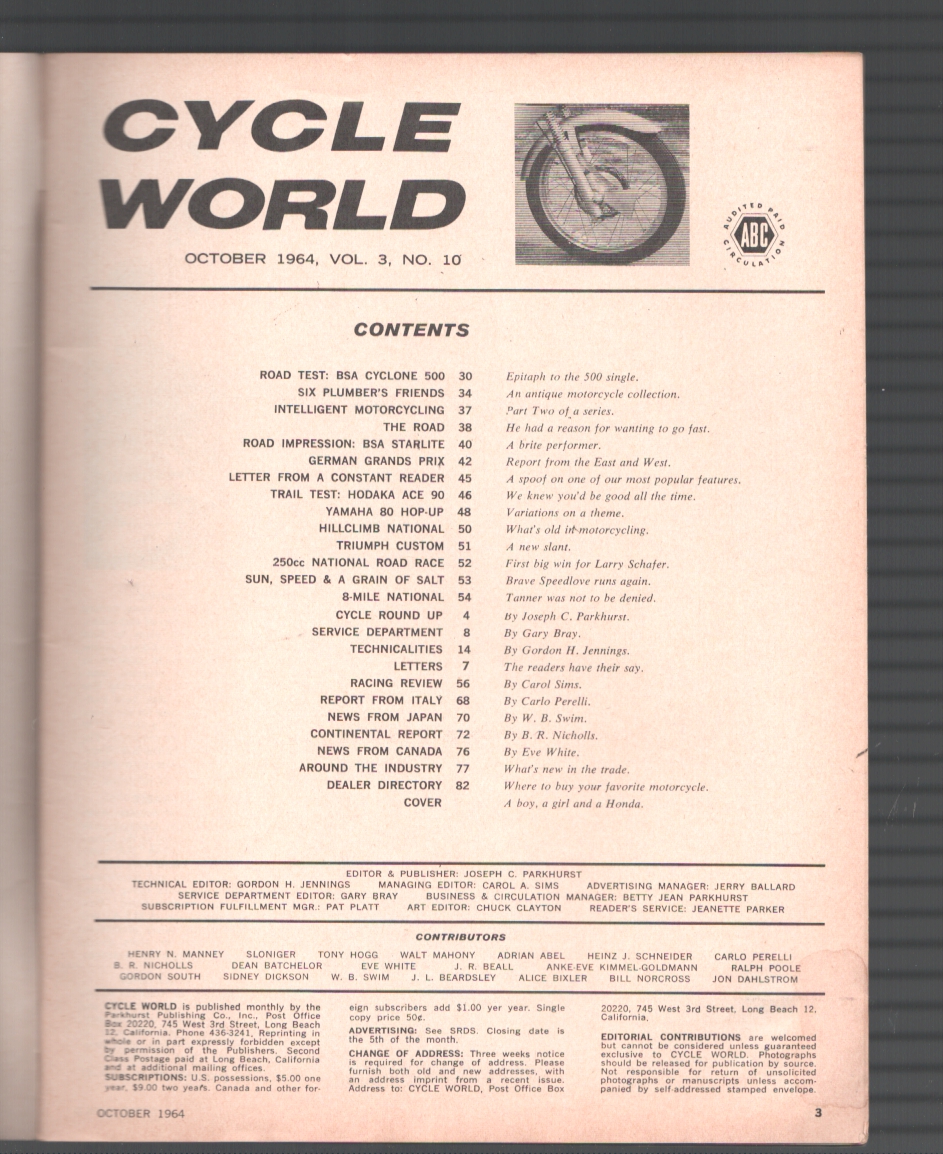 CYCLE
WORLD
OCTOBER 1964, VOL. 3, NO. 10
AUDITED PAID
ABC
CIRCULATION
CONTENTS
ROAD TEST: BSA CYCLONE 500 30 Epitaph to the 500 single.
SIX PLUMBER'S FRIENDS 34 An antique motorcycle collection.
INTELLIGENT MOTORCYCLING 37 Part Two of a series.
THE ROAD 38 He had a reason for wanting to go fast.
ROAD IMPRESSION: BSA STARLITE 40 A brite performer.
GERMAN GRANDS PRIX 42 Report from the East and West.
LETTER FROM A CONSTANT READER 45 A spoof on one of our most popular features.
TRAIL TEST: HODAKA ACE 90 46 We knew you'd be good all the time.
YAMAHA 80 HOP-UP 48 Variations on a theme.
HILLCLIMB NATIONAL 50 What's old in motorcycling.
TRIUMPH CUSTOM 51 A new slant.
250cc NATIONAL ROAD RACE 52 First big win for Larry Schafer.
SUN, SPEED & A GRAIN OF SALT 53 Brave Speedlove runs again.
8-MILE NATIONAL 54 Tanner was not to be denied.
CYCLE ROUND UP 4 By Joseph C. Parkhurst.
SERVICE DEPARTMENT 8 By Gary Bray.
TECHNICALITIES 14 By Gordon H. Jennings.
LETTERS 7 The readers have their say.
RACING REVIEW 56 By Carol Sims.
REPORT FROM ITALY 68 By Carlo Perelli.
NEWS FROM JAPAN 70 By W. B. Swim.
CONTINENTAL REPORT 72 By B. R. Nicholls.
NEWS FROM CANADA 76 By Eve White.
AROUND THE INDUSTRY 77 What's new in the trade.
DEALER DIRECTORY 82 Where to buy your favorite motorcycle.
COVER A boy, a girl and a Honda.
EDITOR & PUBLISHER: JOSEPH C. PARKHURST
TECHNICAL EDITOR: GORDON H. JENNINGS MANAGING EDITOR: CAROL A. SIMS ADVERTISING MANAGER: JERRY BALLARD
SERVICE DEPARTMENT EDITOR: GARY BRAY BUSINESS & CIRCULATION MANAGER: BETTY JEAN PARKHURST
SUBSCRIPTION FULFILLMENT MGR.: PAT PLATT ART EDITOR: CHUCK CLAYTON READER'S SERVICE: JEANETTE PARKER
CONTRIBUTORS
HENRY N. MANNEY SLONIGER TONY HOGG WALT MAHONY ADRIAN ABEL HEINZ J. SCHNEIDER CARLO PERELLI
B. R. NICHOLLS DEAN BATCHELOR EVE WHITE J. R. BEALL ANKE-EVE KIMMEL-GOLDMANN RALPH POOLE
GORDON SOUTH SIDNEY DICKSON W. B. SWIM J. L. BEARDSLEY ALICE BIXLER BILL NORCROSS JON DAHLSTROM
CYCLE WORLD is published monthly by the
Parkhurst Publishing Co., Inc., Post Office
Box 20220, 745 West 3rd Street, Long Beach
12, California. Phone 436-3241. Reprinting in
whole or in part expressly forbidden except
by permission of the Publishers. Second
Class Postage paid at Long Beach, California
and at additional mailing offices.
SUBSCRIPTIONS: U.S. possessions, $5.00 one
year, $9.00 two years. Canada and other for-
eign subscribers add $1.00 yer year. Single
copy price 50¢.
ADVERTISING: See SRDS. Closing date is
the 5th of the month.
CHANGE OF ADDRESS: Three weeks notice
is required for change of address. Please
furnish both old and new addresses, with
an address imprint from a recent issue.
Address to: CYCLE WORLD, Post Office Box
20220, 745 West 3rd Street, Long Beach 12,
California.
EDITORIAL CONTRIBUTIONS are welcomed
but cannot be considered unless guaranteed
exclusive to CYCLE WORLD. Photographs
should be released for publication by source.
Not responsible for return of unsolicited
photographs or manuscripts unless accom-
panied by self-addressed stamped envelope.
OCTOBER 1964
3